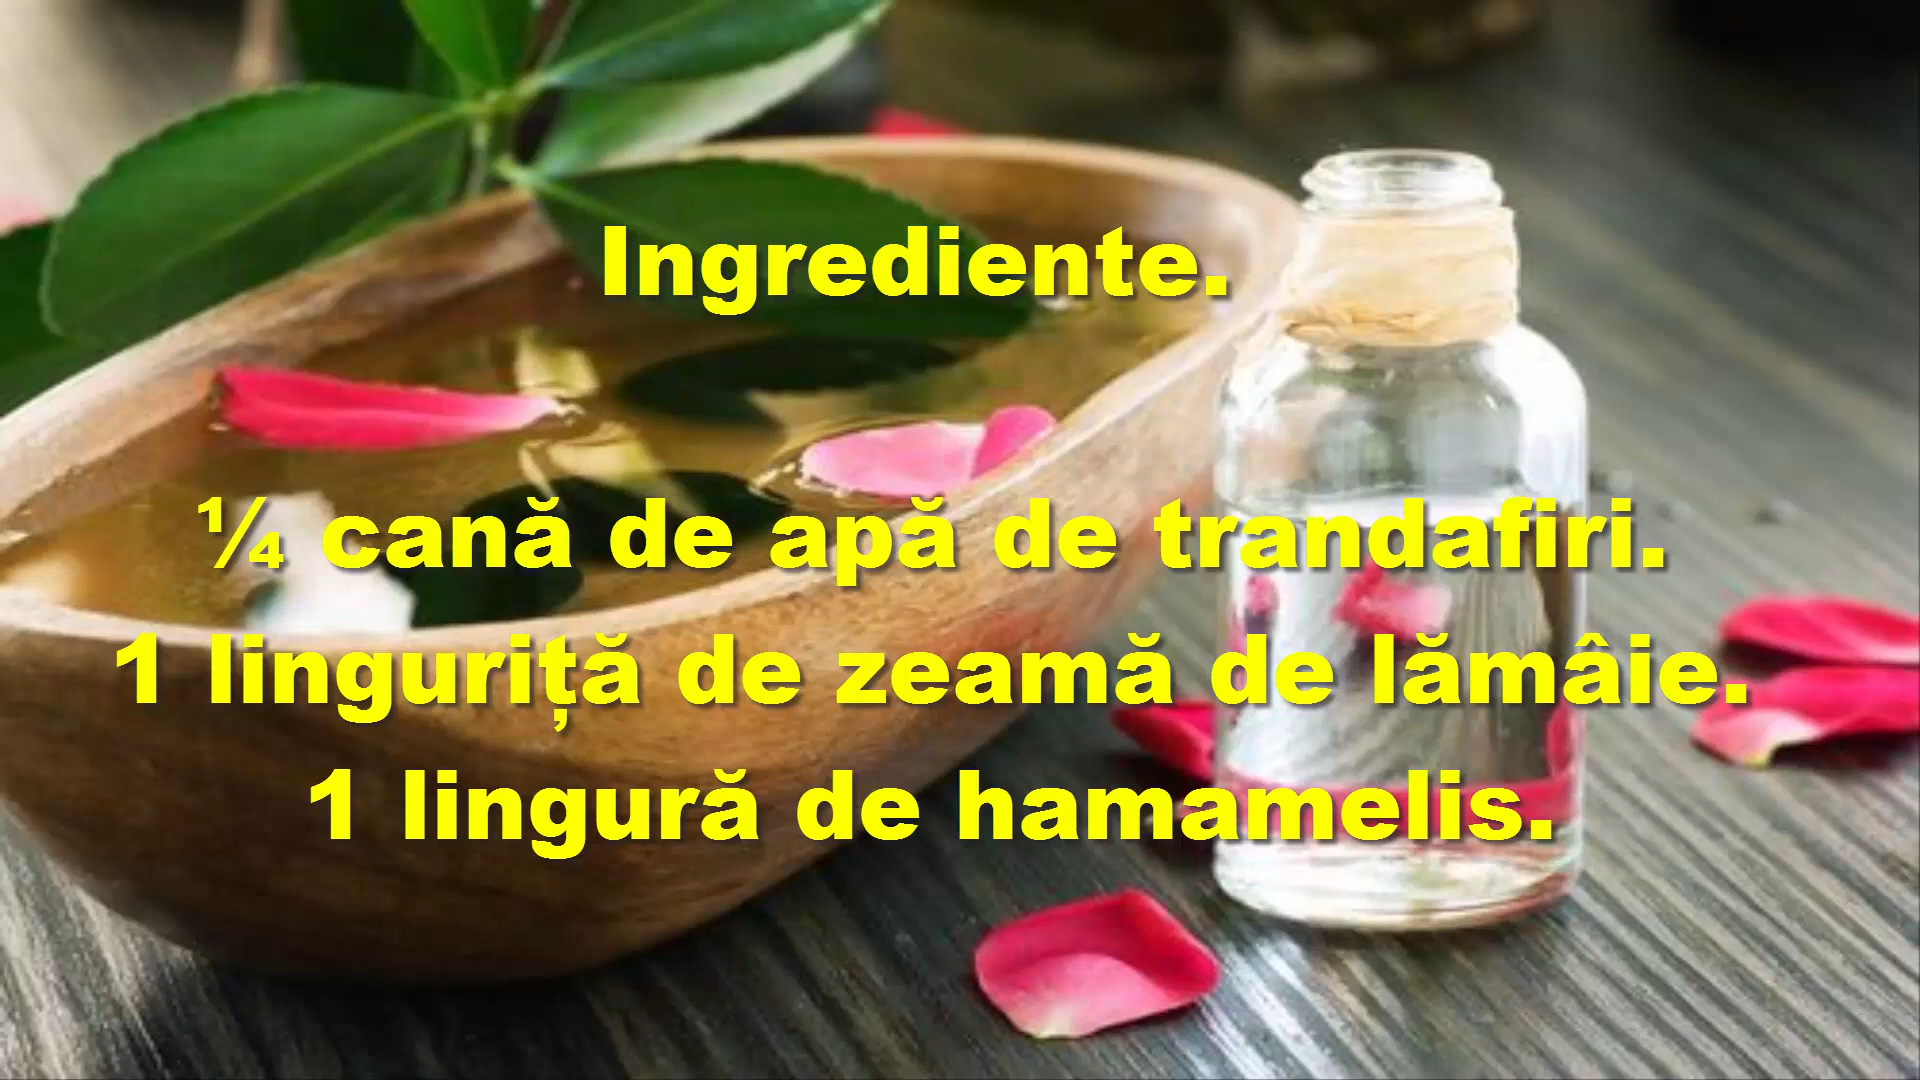 Ingrediente.
¼ cană de apă de trandafiri.
1 linguriță de zeamă de lămâie.
1 lingură de hamamelis.